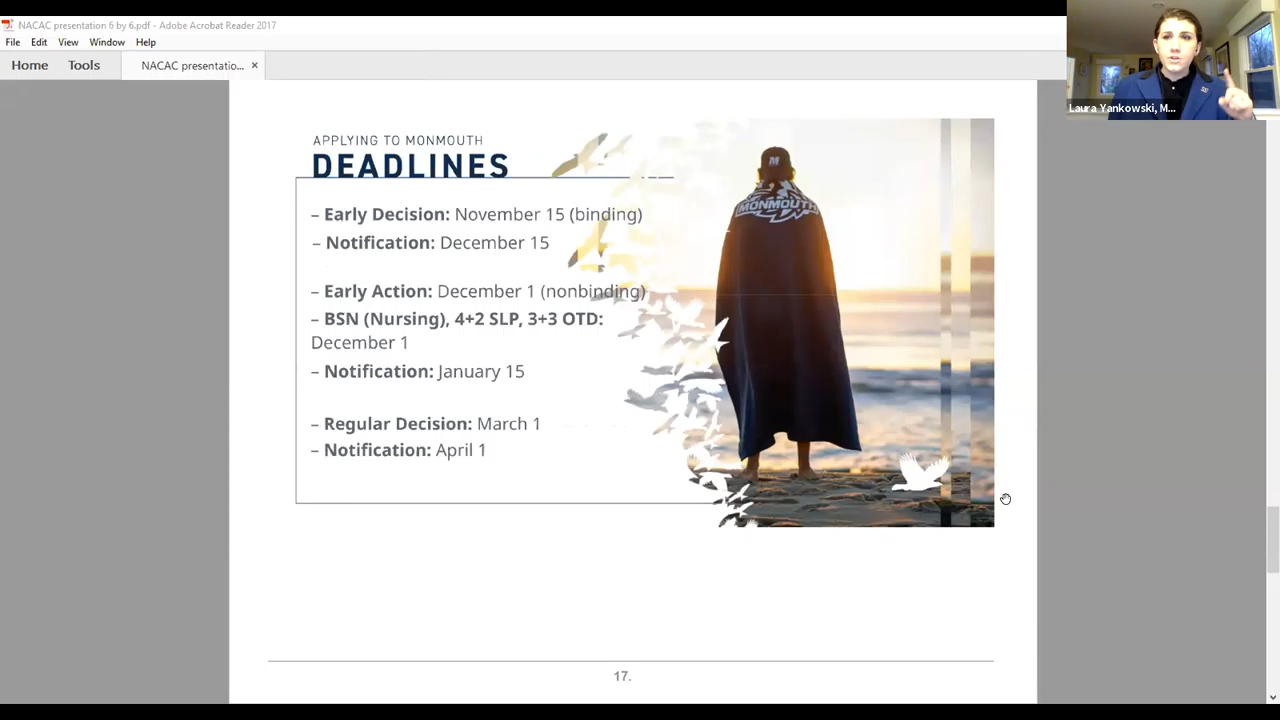 NACAC presentation 6 by 6.pdf - Adobe Acrobat Reader 2017
File Edit View Window Help
Home Tools NACAC presentatio... ×
Laura Yankowski, M...
APPLYING TO MONMOUTH
DEADLINES
– Early Decision: November 15 (binding)
– Notification: December 15
– Early Action: December 1 (nonbinding)
– BSN (Nursing), 4+2 SLP, 3+3 OTD:
December 1
– Notification: January 15
– Regular Decision: March 1
– Notification: April 1
M
MONMOUTH
17.